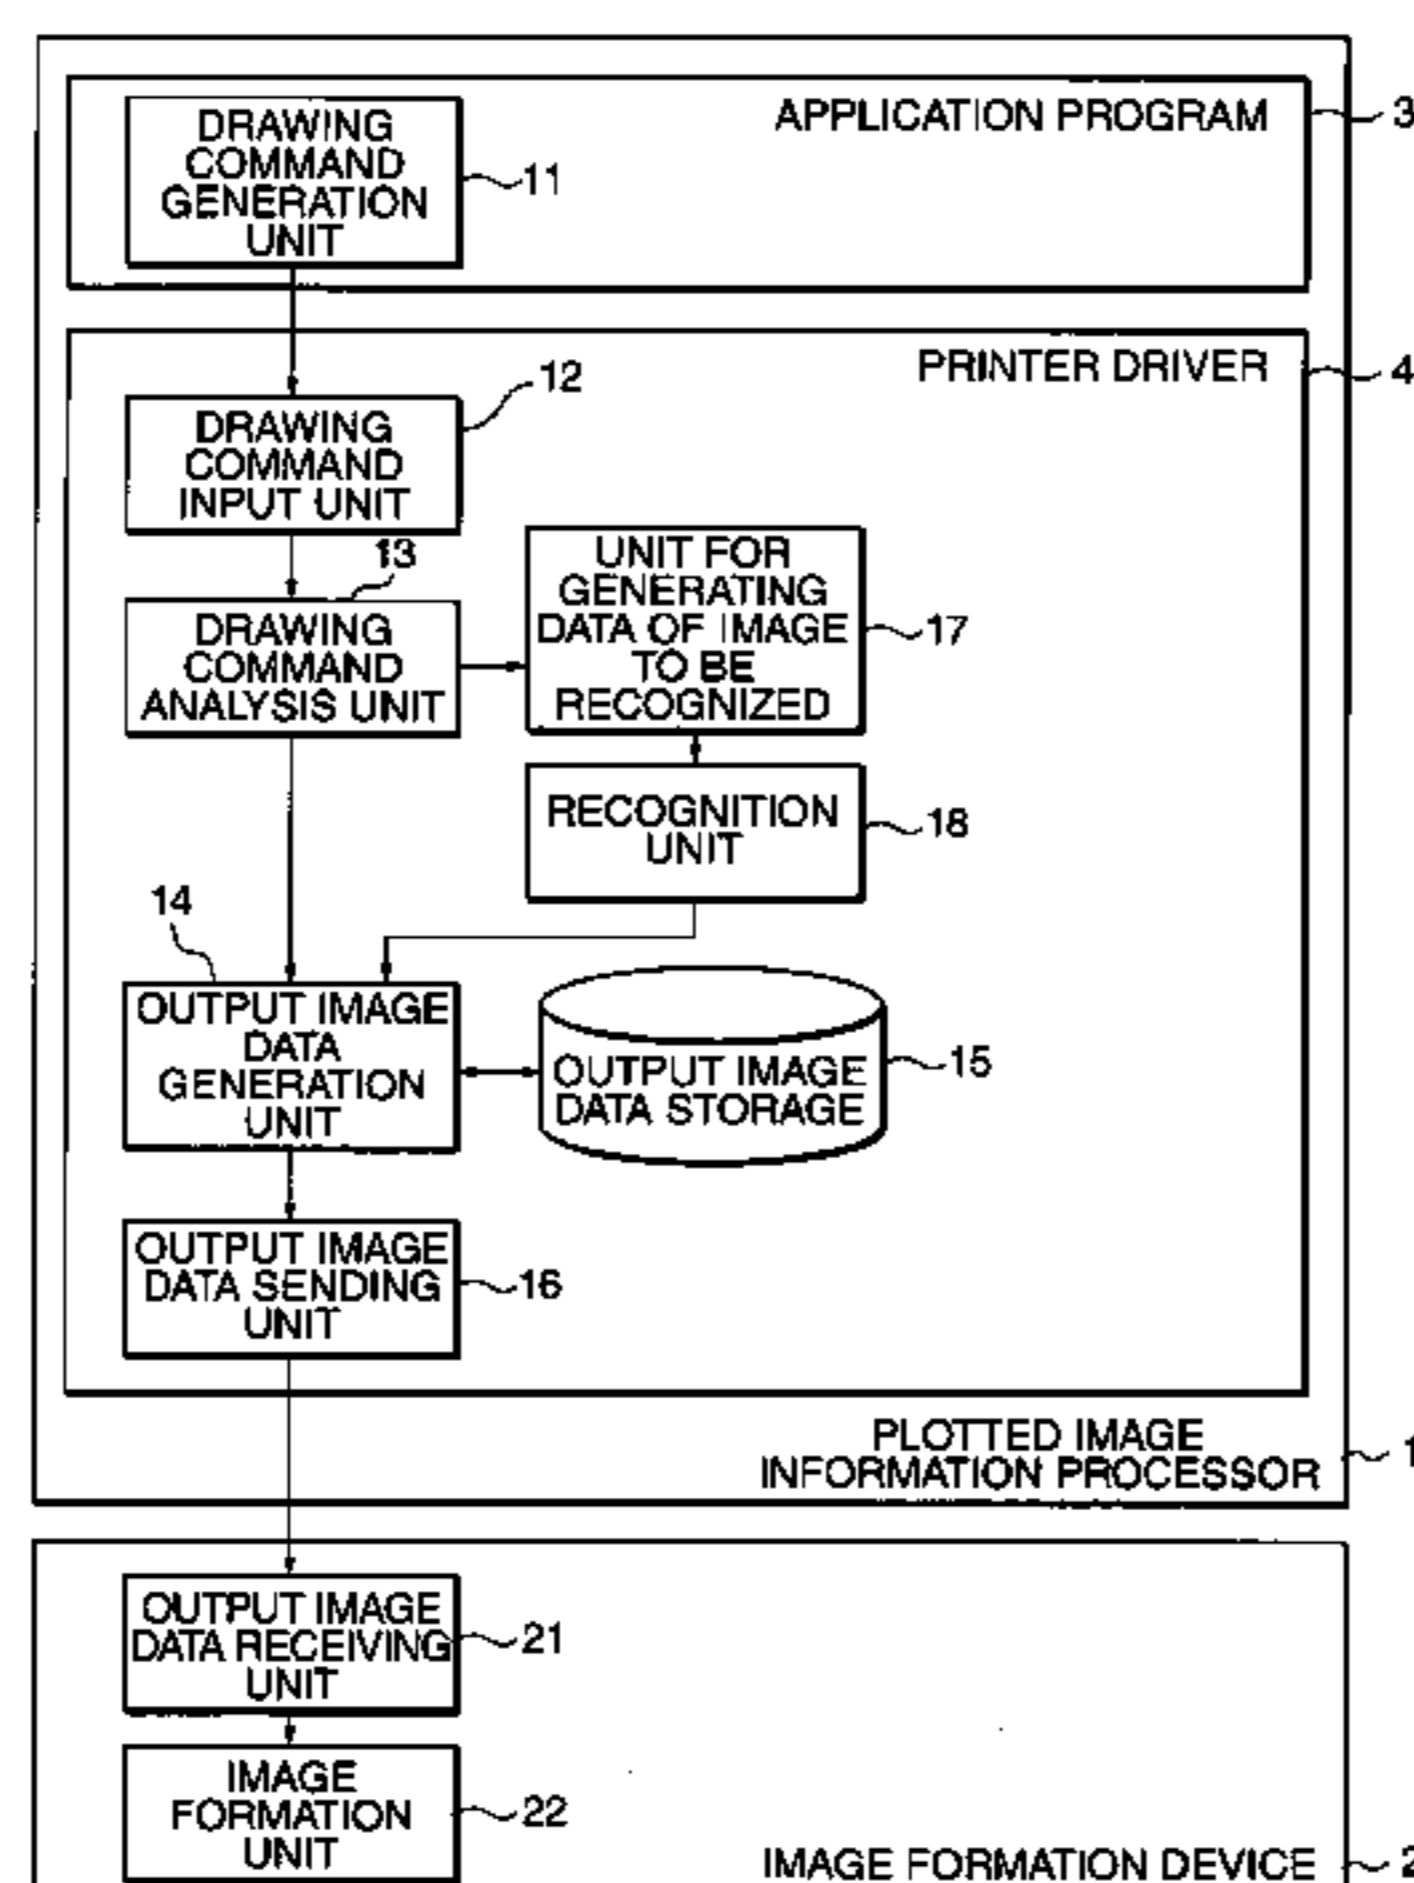 APPLICATION PROGRAM
3
DRAWING
COMMAND
GENERATION
UNIT
11
PRINTER DRIVER
4
12
DRAWING
COMMAND
INPUT UNIT
13
DRAWING
COMMAND
ANALYSIS UNIT
UNIT FOR
GENERATING
DATA OF IMAGE
TO BE
RECOGNIZED
17
RECOGNITION
UNIT
18
14
OUTPUT IMAGE
DATA
GENERATION
UNIT
OUTPUT IMAGE
DATA STORAGE
15
OUTPUT IMAGE
DATA SENDING
UNIT
16
PLOTTED IMAGE
INFORMATION PROCESSOR
1
OUTPUT IMAGE
DATA RECEIVING
UNIT
21
IMAGE
FORMATION
UNIT
22
IMAGE FORMATION DEVICE
2